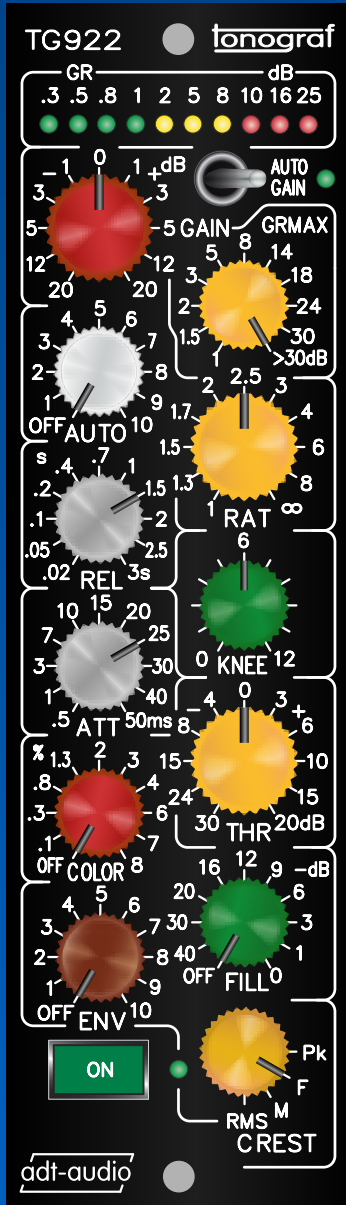 TG922 tonograf
GR dB
.3 .5 .8 1 2 5 8 10 16 25
AUTO
GAIN
20 12 5 3 - 1 0 1 + dB 3 5 12 20
GAIN
GRMAX
1 1.5 2 3 5 8 14 18 24 30 >30dB
OFF 1 2 3 4 5 6 7 8 9 10
AUTO
1 1.3 1.5 1.7 2 2.5 3 4 6 8 ∞
RAT
s
.02 .05 .1 .2 .4 .7 1 1.5 2 2.5 3s
REL
0 6 12
KNEE
.5 1 3 7 10 15 20 25 30 40 50ms
ATT
30 24 15 8 - 4 0 3 + 6 10 15 20dB
THR
%
OFF .1 .3 .8 1.3 2 3 4 6 7 8
COLOR
OFF 40 30 20 16 12 9 -dB 6 3 1 0
FILL
OFF 1 2 3 4 5 6 7 8 9 10
ENV
ON
Pk
F
M
RMS
CREST
adt-audio